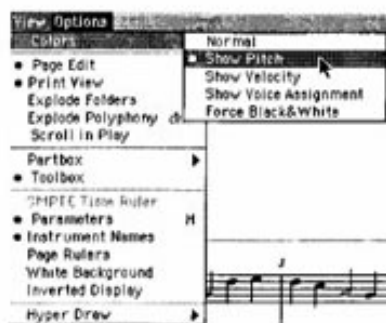 View Options
Colors
Normal
Show Pitch
Show Velocity
Show Voice Assignment
Force Black&White
Page Edit
Print View
Explode Folders
Explode Polyphony
Scroll in Play
Partbox
Toolbox
SMPTE Time Ruler
Parameters M
Instrument Names
Page Rulers
White Background
Inverted Display
Hyper Draw
3